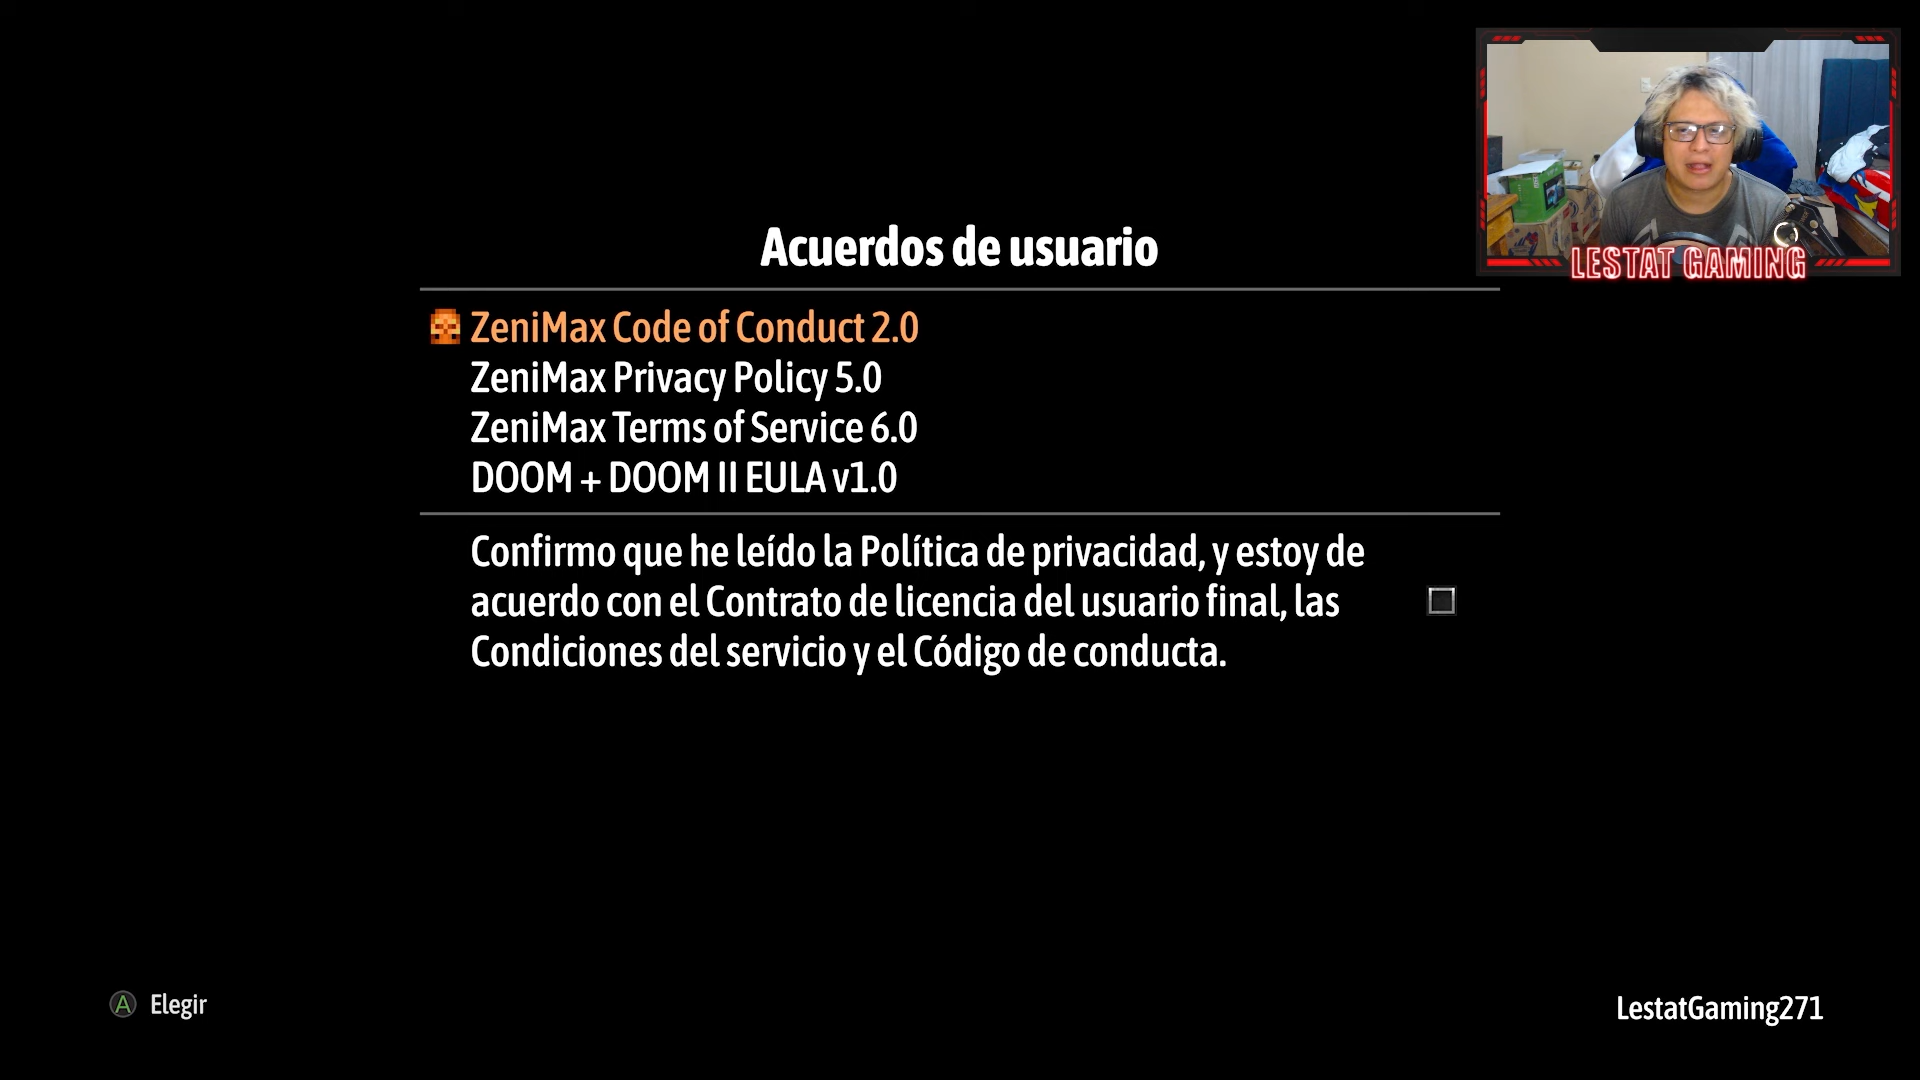 Acuerdos de usuario
ZeniMax Code of Conduct 2.0
ZeniMax Privacy Policy 5.0
ZeniMax Terms of Service 6.0
DOOM + DOOM II EULA v1.0
Confirmo que he leído la Política de privacidad, y estoy de
acuerdo con el Contrato de licencia del usuario final, las
Condiciones del servicio y el Código de conducta.
LESTAT GAMING
A Elegir
LestatGaming271